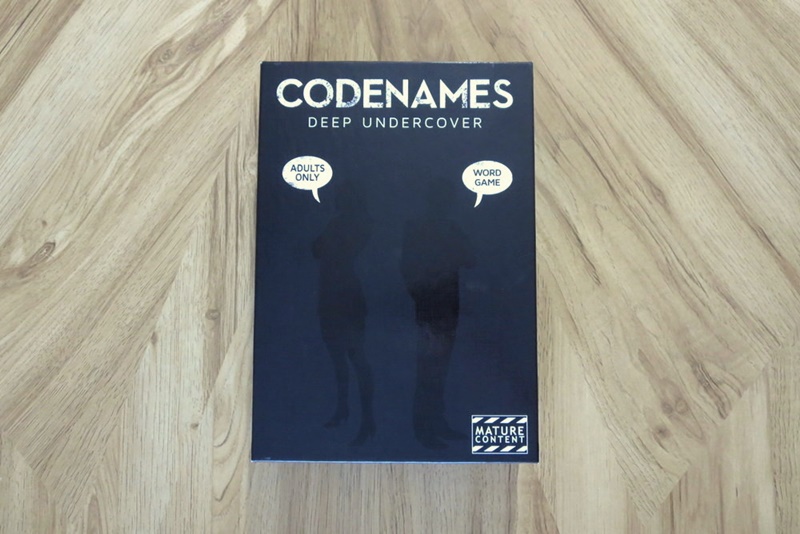 CODENAMES
DEEP UNDERCOVER
ADULTS
ONLY
WORD
GAME
MATURE
CONTENT